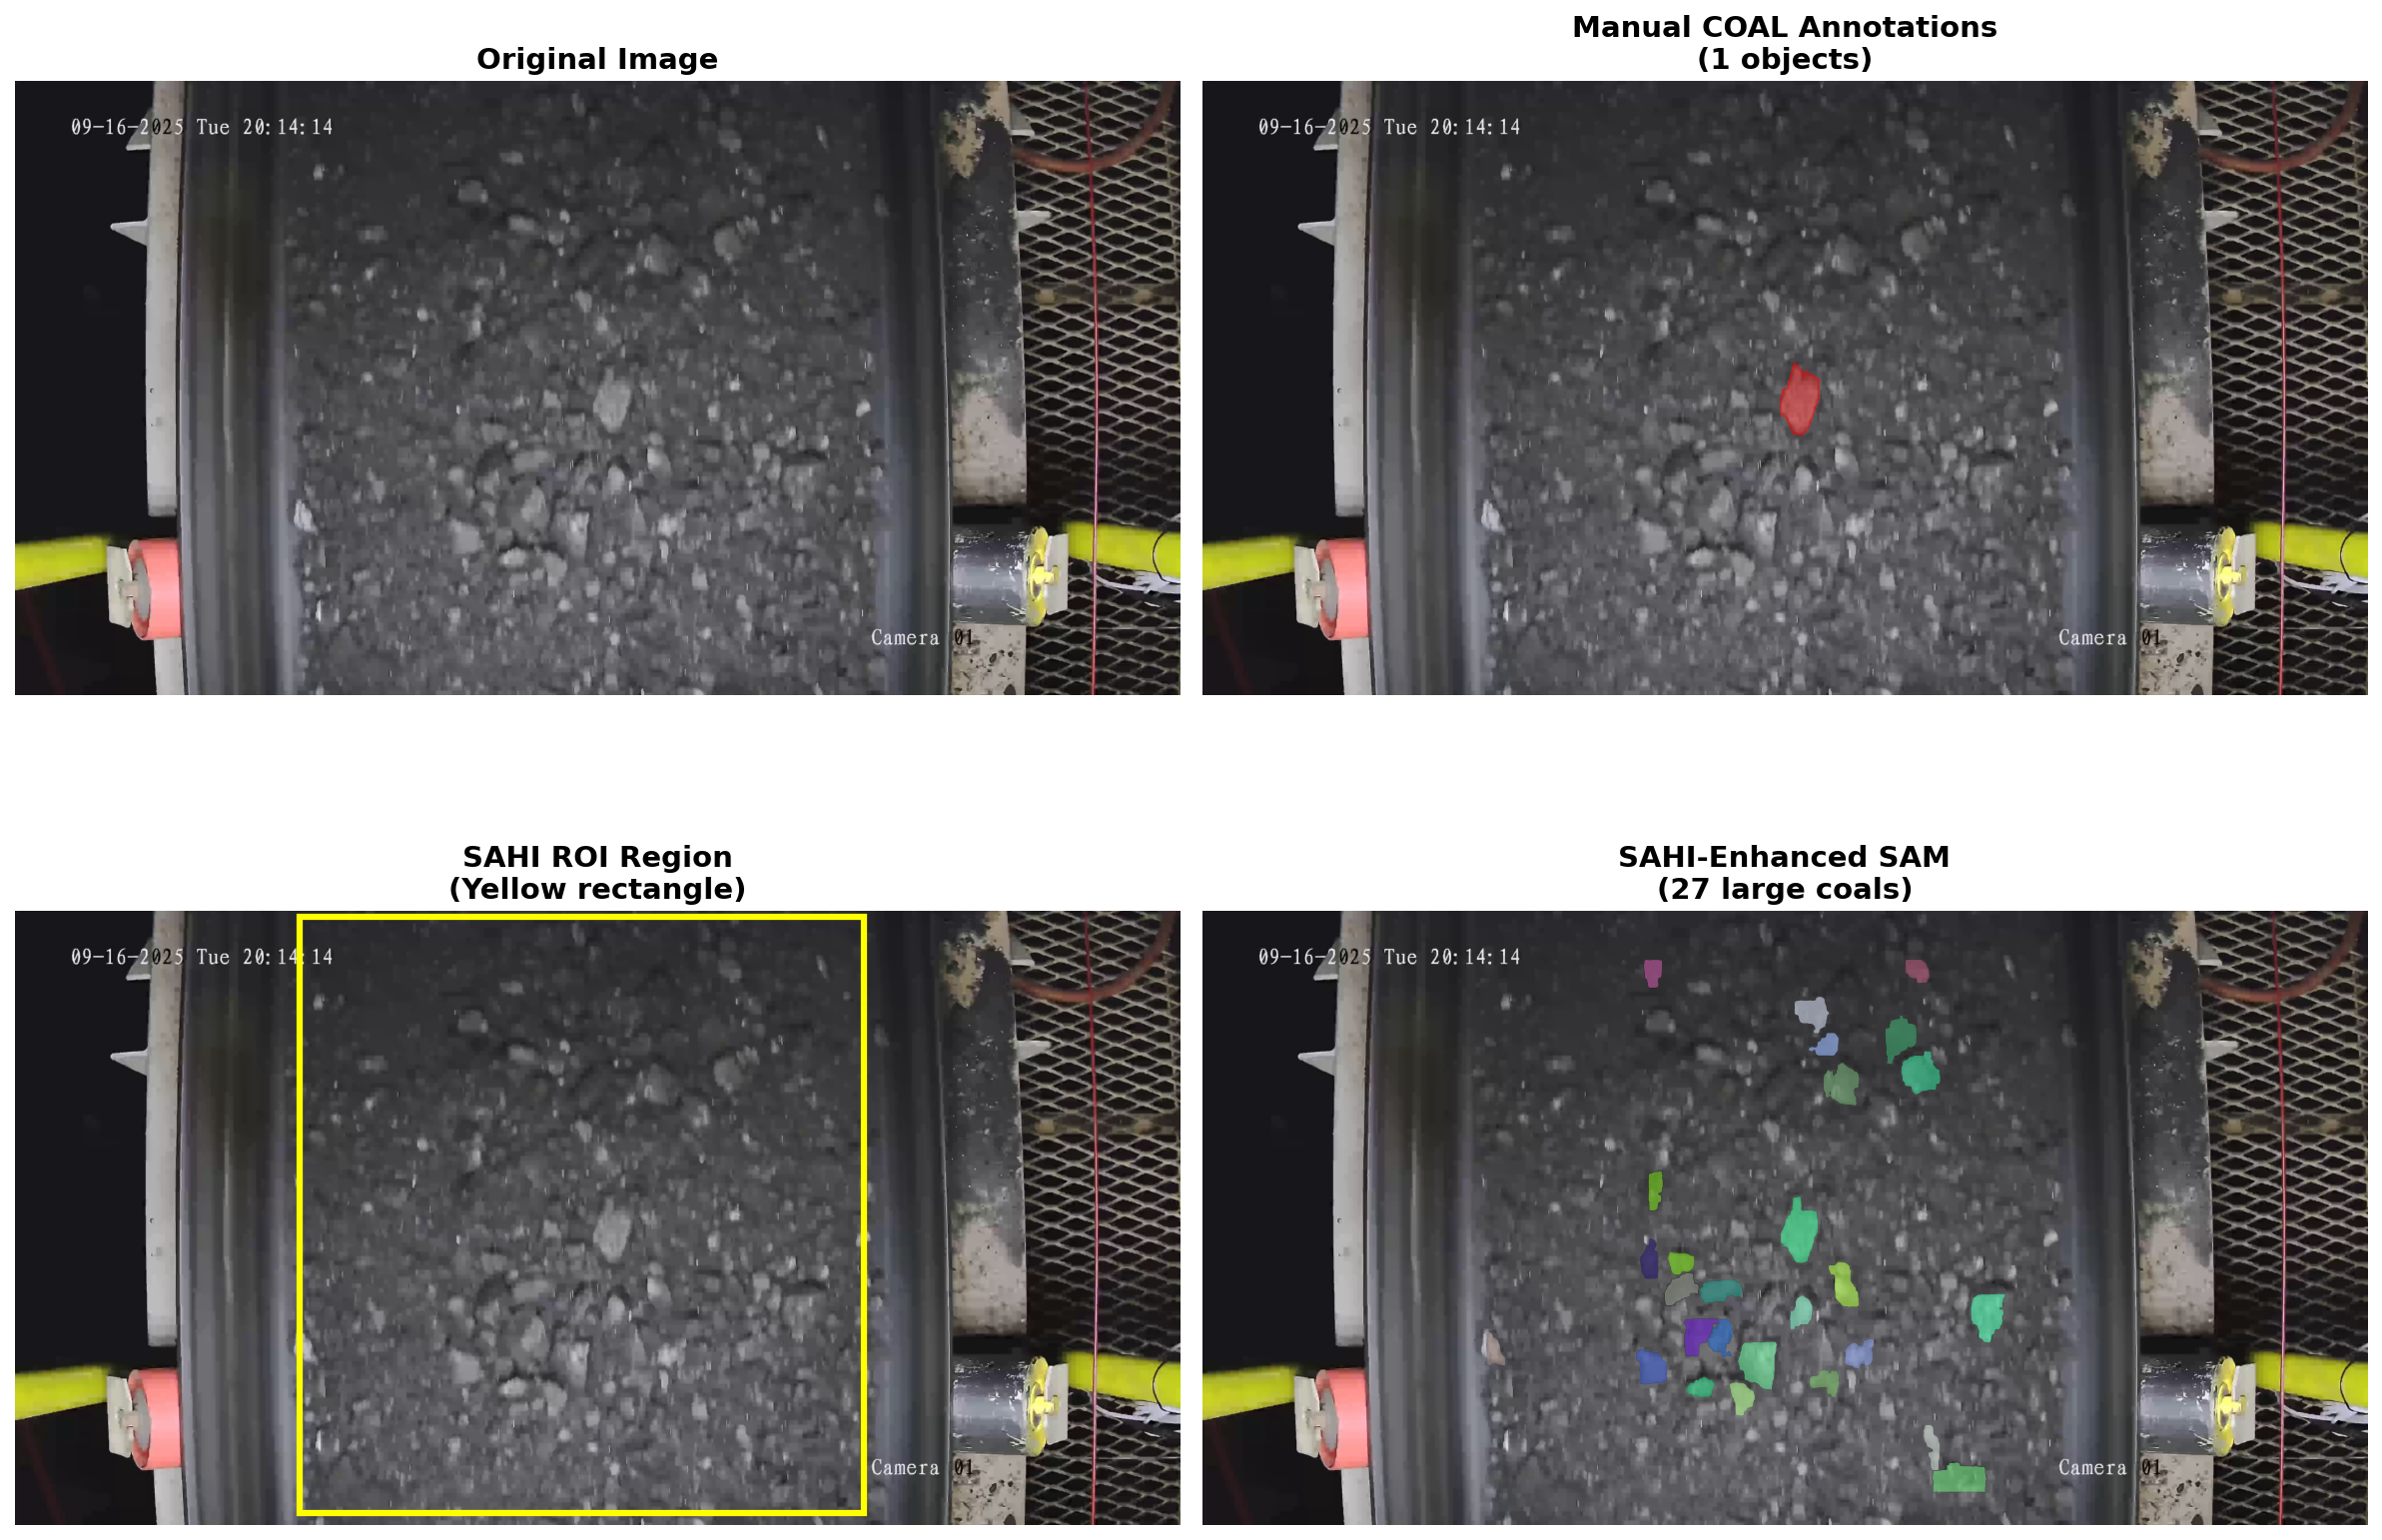 Original Image
09-16-2025 Tue 20:14:14
Camera 01
Manual COAL Annotations
(1 objects)
09-16-2025 Tue 20:14:14
Camera 01
SAHI ROI Region
(Yellow rectangle)
09-16-2025 Tue 20:14:14
Camera 01
SAHI-Enhanced SAM
(27 large coals)
09-16-2025 Tue 20:14:14
Camera 01